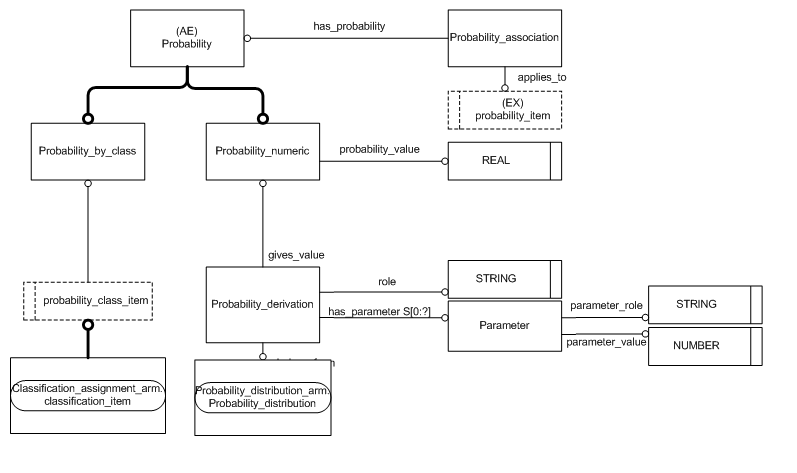 (AE)
Probability
has_probability
Probability_association
applies_to
(EX)
probability_item
Probability_by_class
Probability_numeric
probability_value
REAL
gives_value
probability_class_item
Probability_derivation
role
STRING
has_parameter S[0:?]
Parameter
parameter_role
STRING
parameter_value
NUMBER
Classification_assignment_arm.
classification_item
Probability_distribution_arm.
Probability_distribution